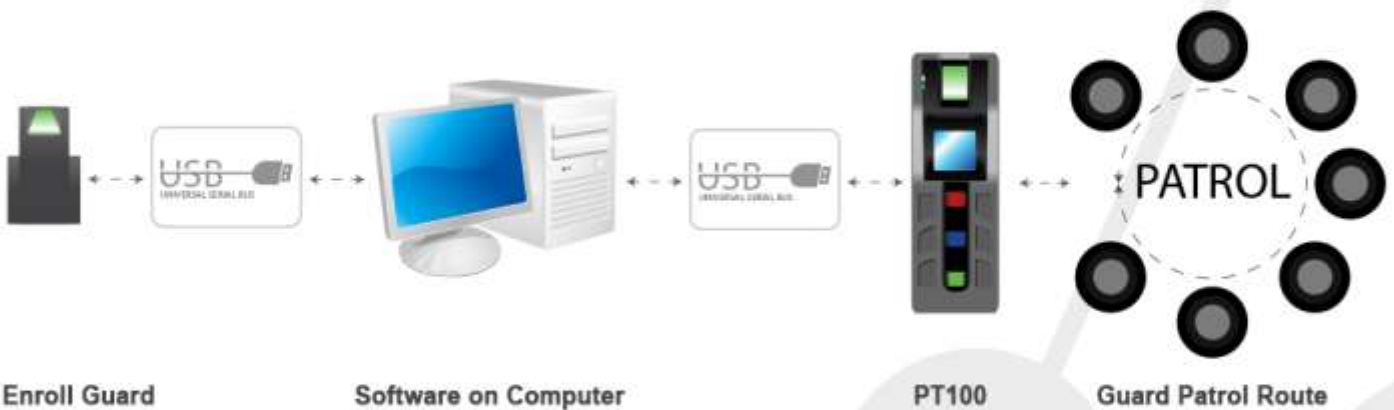 USB
UNIVERSAL SERIAL BUS
USB
UNIVERSAL SERIAL BUS
PATROL
Enroll Guard
Software on Computer
PT100
Guard Patrol Route